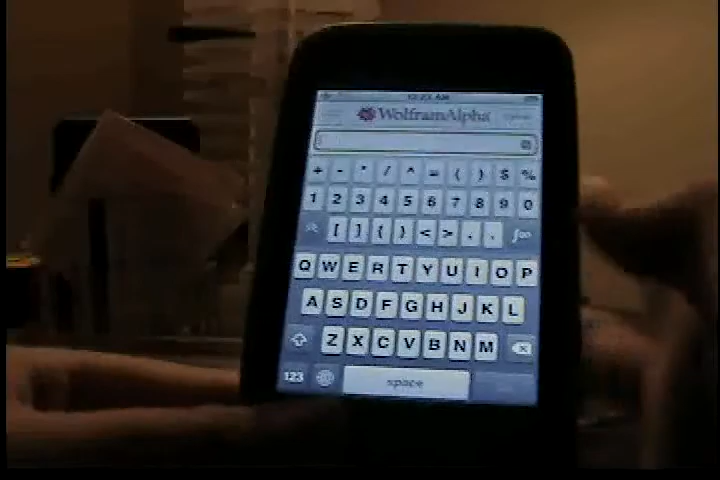 WolframAlpha
+ - * / ^ = ( ) $ %
1 2 3 4 5 6 7 8 9 0
[ ] { } < > , .
Q W E R T Y U I O P
A S D F G H J K L
Z X C V B N M
123 space